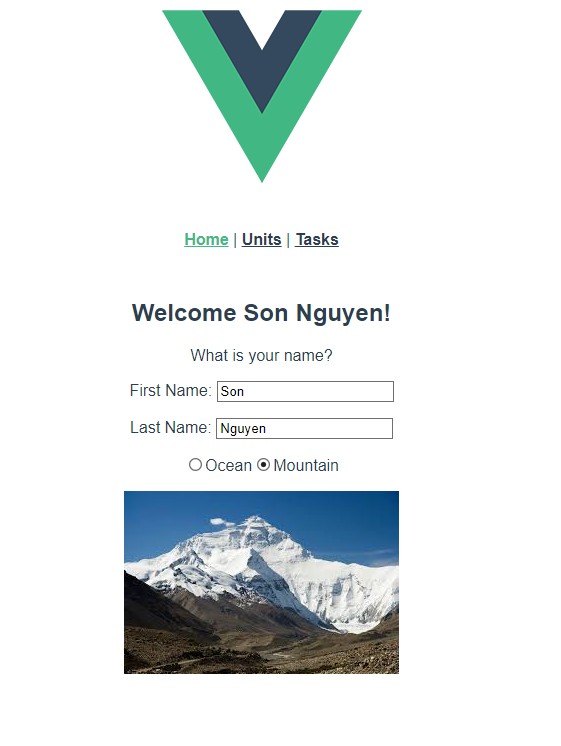 Home | Units | Tasks
Welcome Son Nguyen!
What is your name?
First Name: Son
Last Name: Nguyen
Ocean Mountain